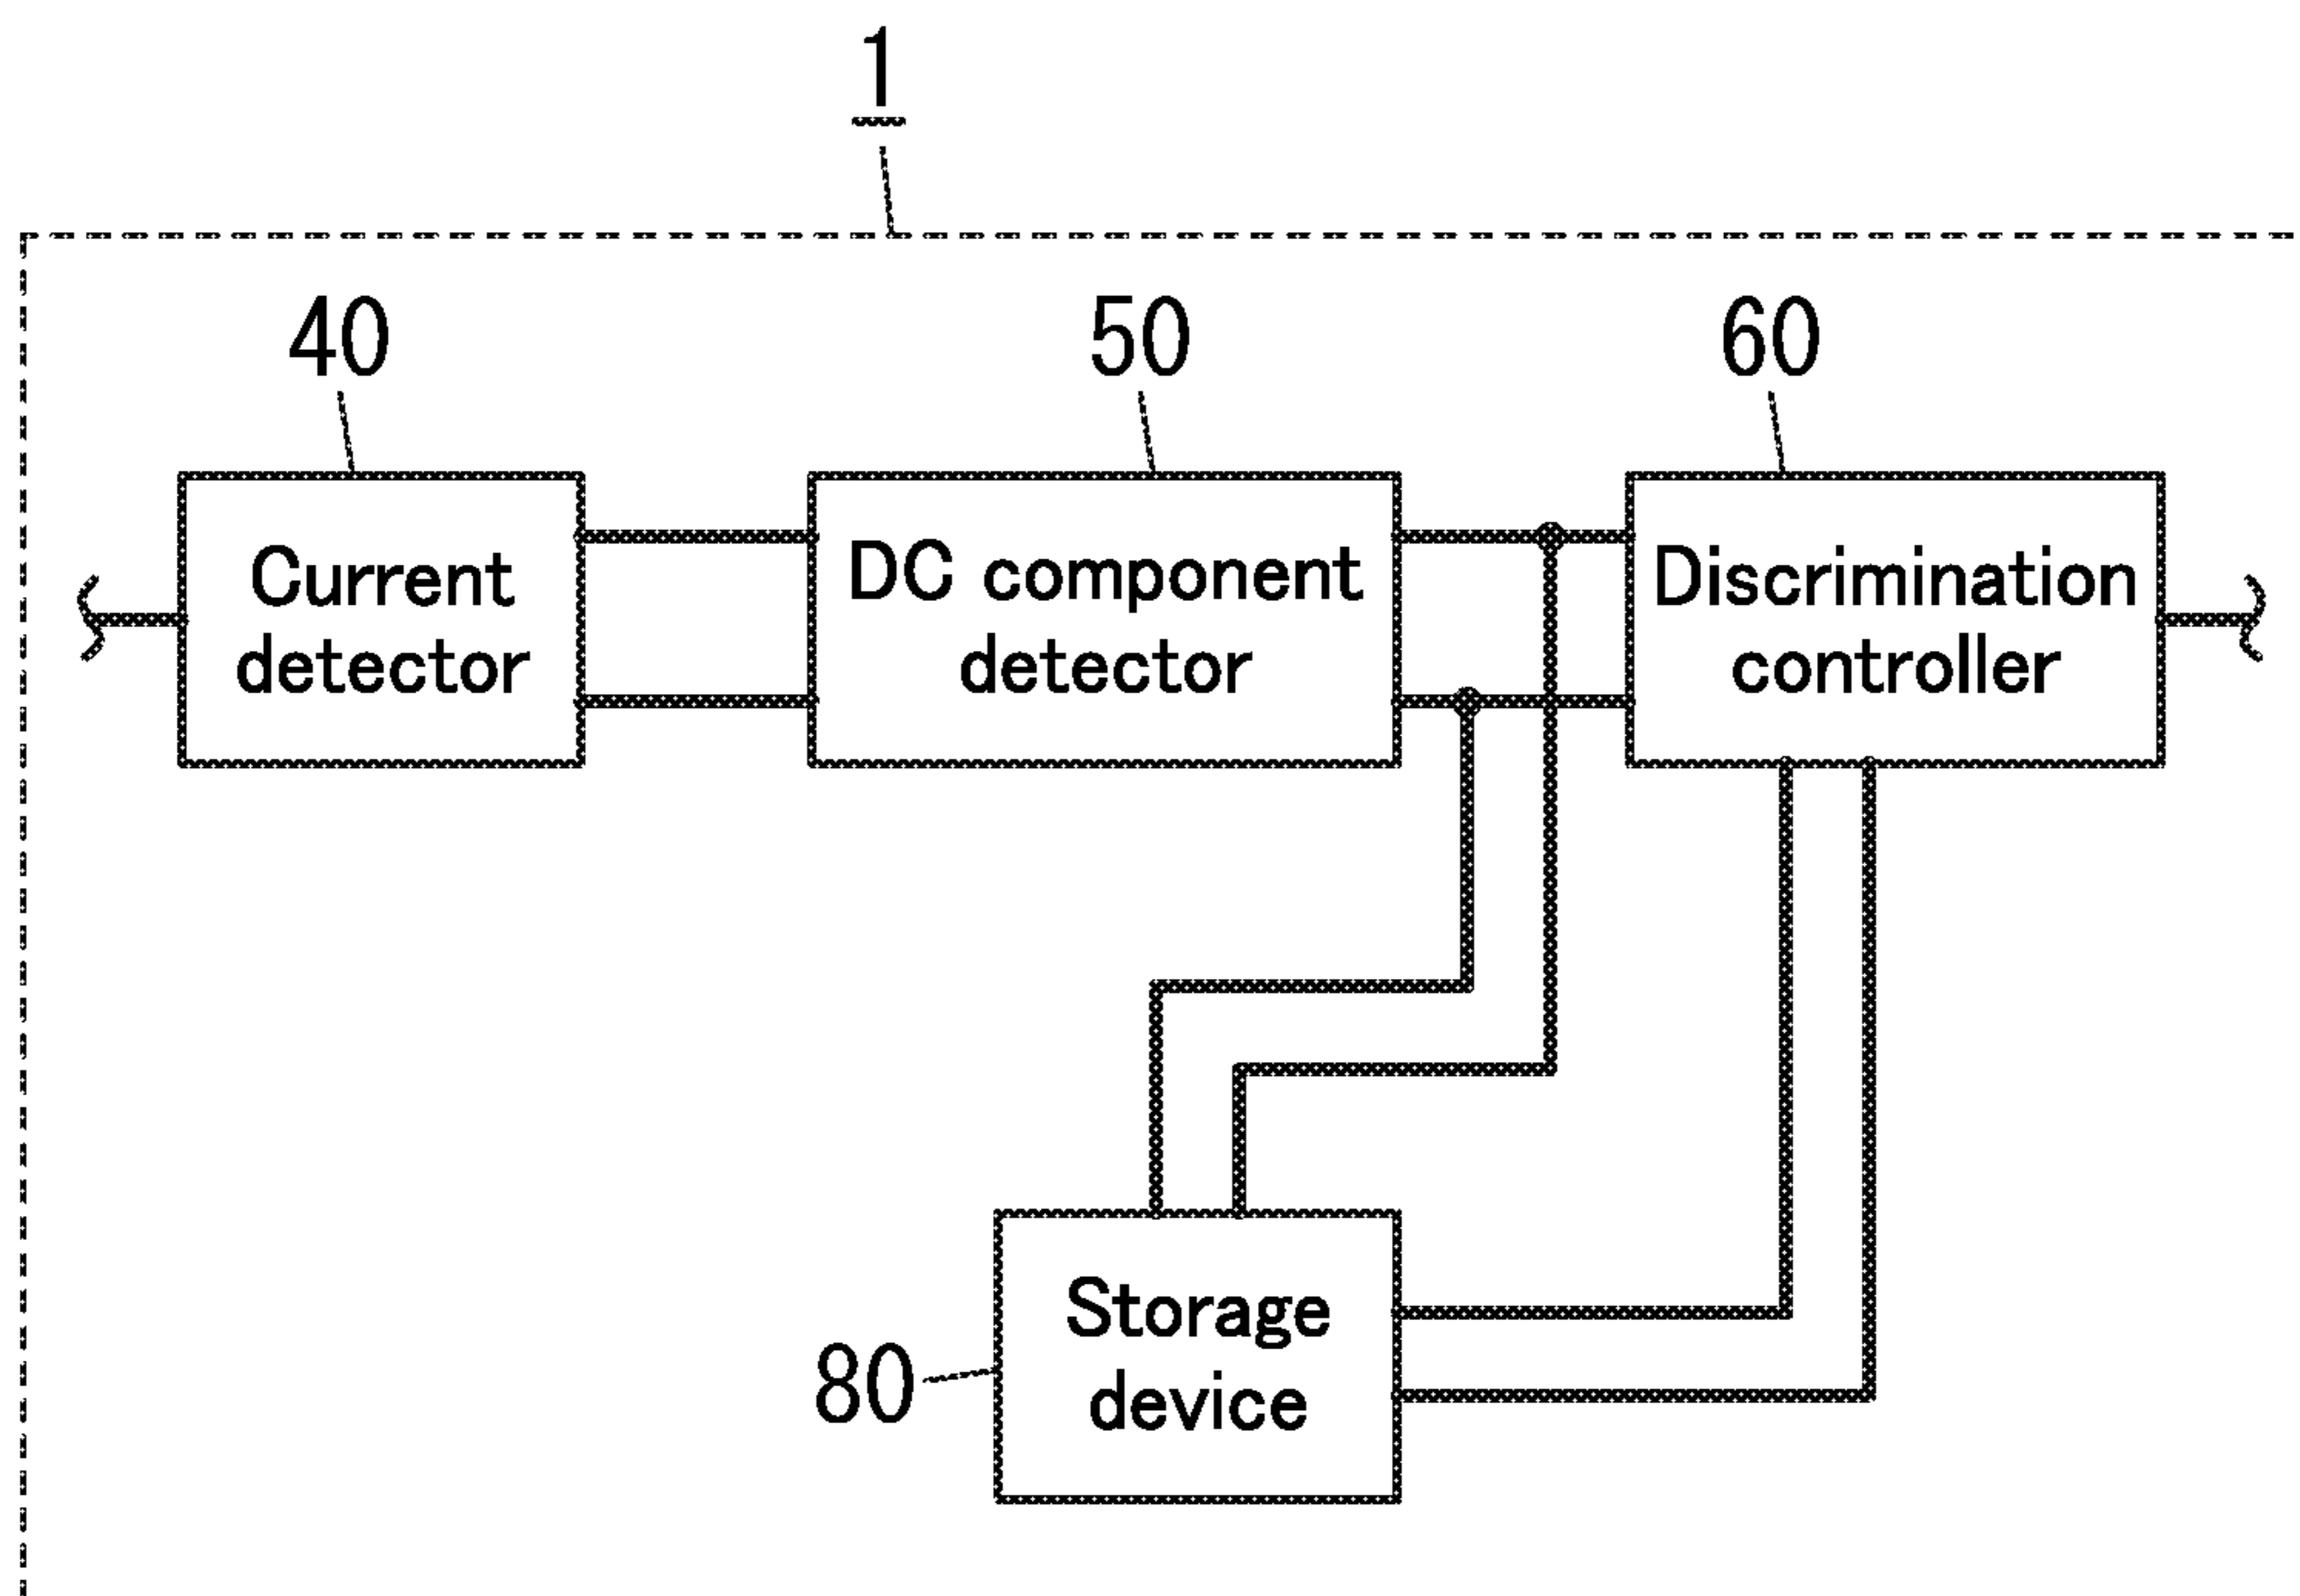 1
40
50
60
Current
detector
DC component
detector
Discrimination
controller
Storage
device
80